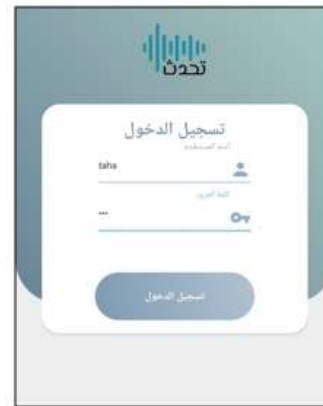 تحدث
تسجيل الدخول
اسم المستخدم
taha
كلمة المرور
•••
تسجيل الدخول